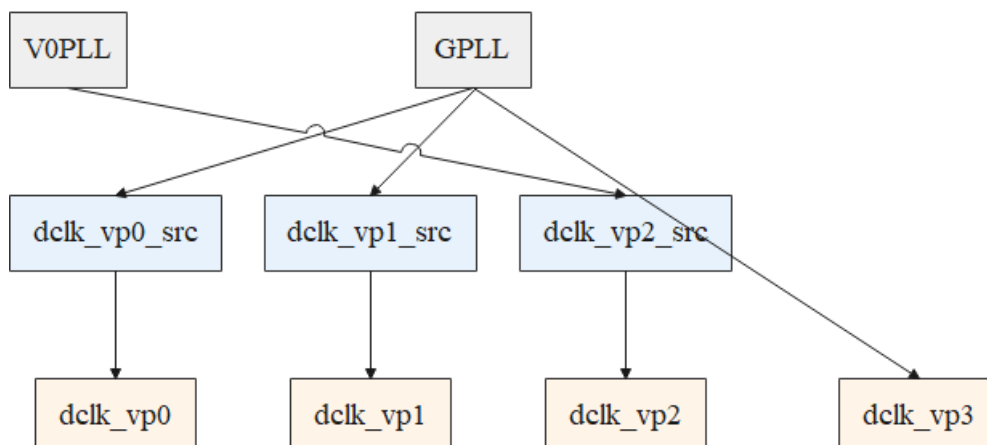 V0PLL
GPLL
dclk_vp0_src
dclk_vp1_src
dclk_vp2_src
dclk_vp0
dclk_vp1
dclk_vp2
dclk_vp3